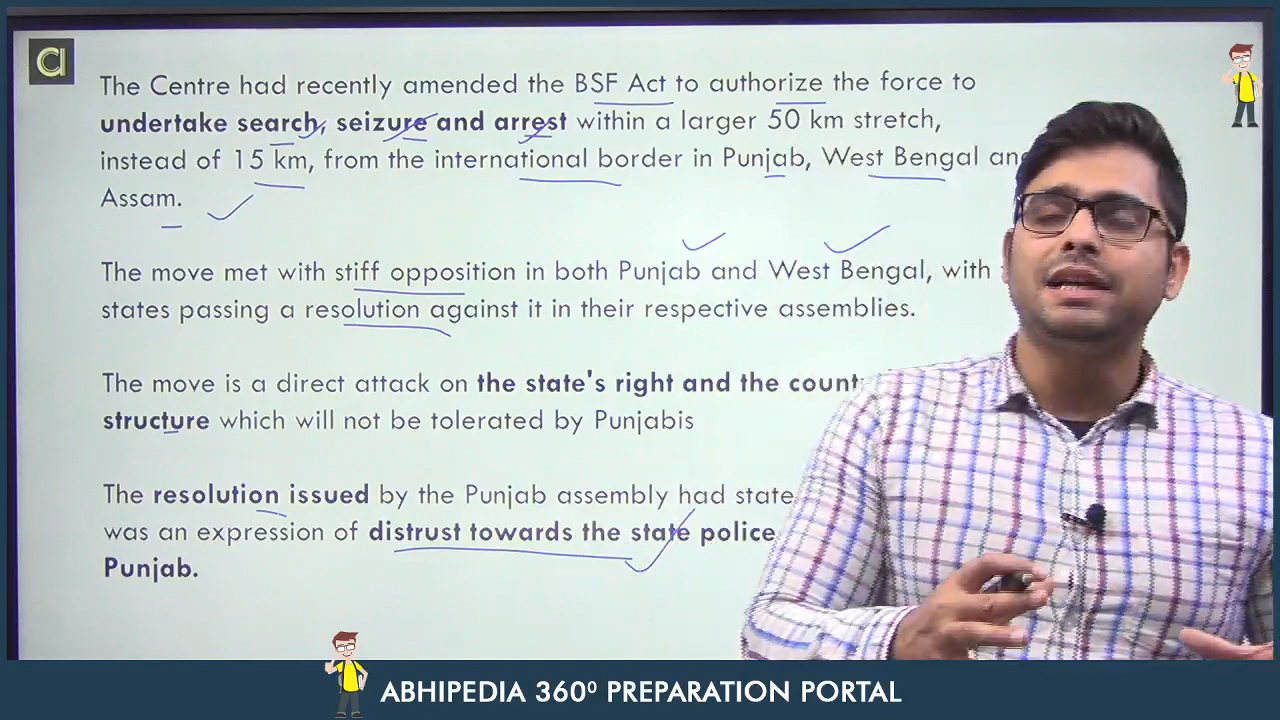 The Centre had recently amended the BSF Act to authorize the force to
undertake search, seizure and arrest within a larger 50 km stretch,
instead of 15 km, from the international border in Punjab, West Bengal and
Assam.
The move met with stiff opposition in both Punjab and West Bengal, with
states passing a resolution against it in their respective assemblies.
The move is a direct attack on the state's right and the
structure which will not be tolerated by Punjabis
The resolution issued by the Punjab assembly had
was an expression of distrust towards the state police
Punjab.
ABHIPEDIA 360⁰ PREPARATION PORTAL